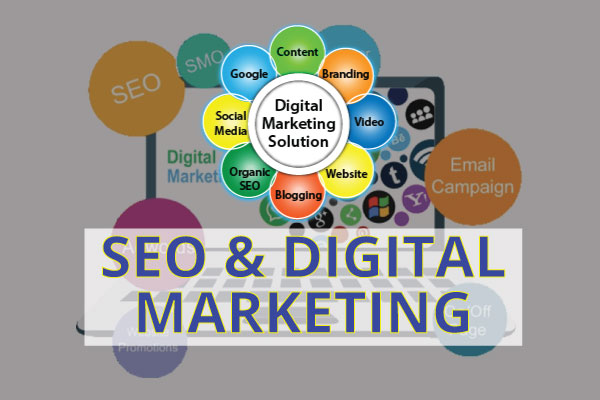 Content
Google
Branding
SMO
SEO
Social
Media
Digital
Marketing
Solution
Video
Digital
Organic
SEO
Website
Email
Campaign
Blogging
SEO & DIGITAL
MARKETING
Promotions